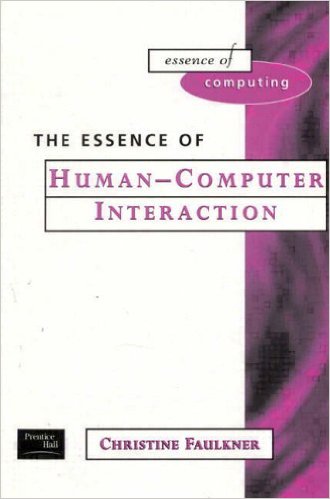 essence of
computing
THE ESSENCE OF
HUMAN–COMPUTER
INTERACTION
Prentice
Hall
CHRISTINE FAULKNER